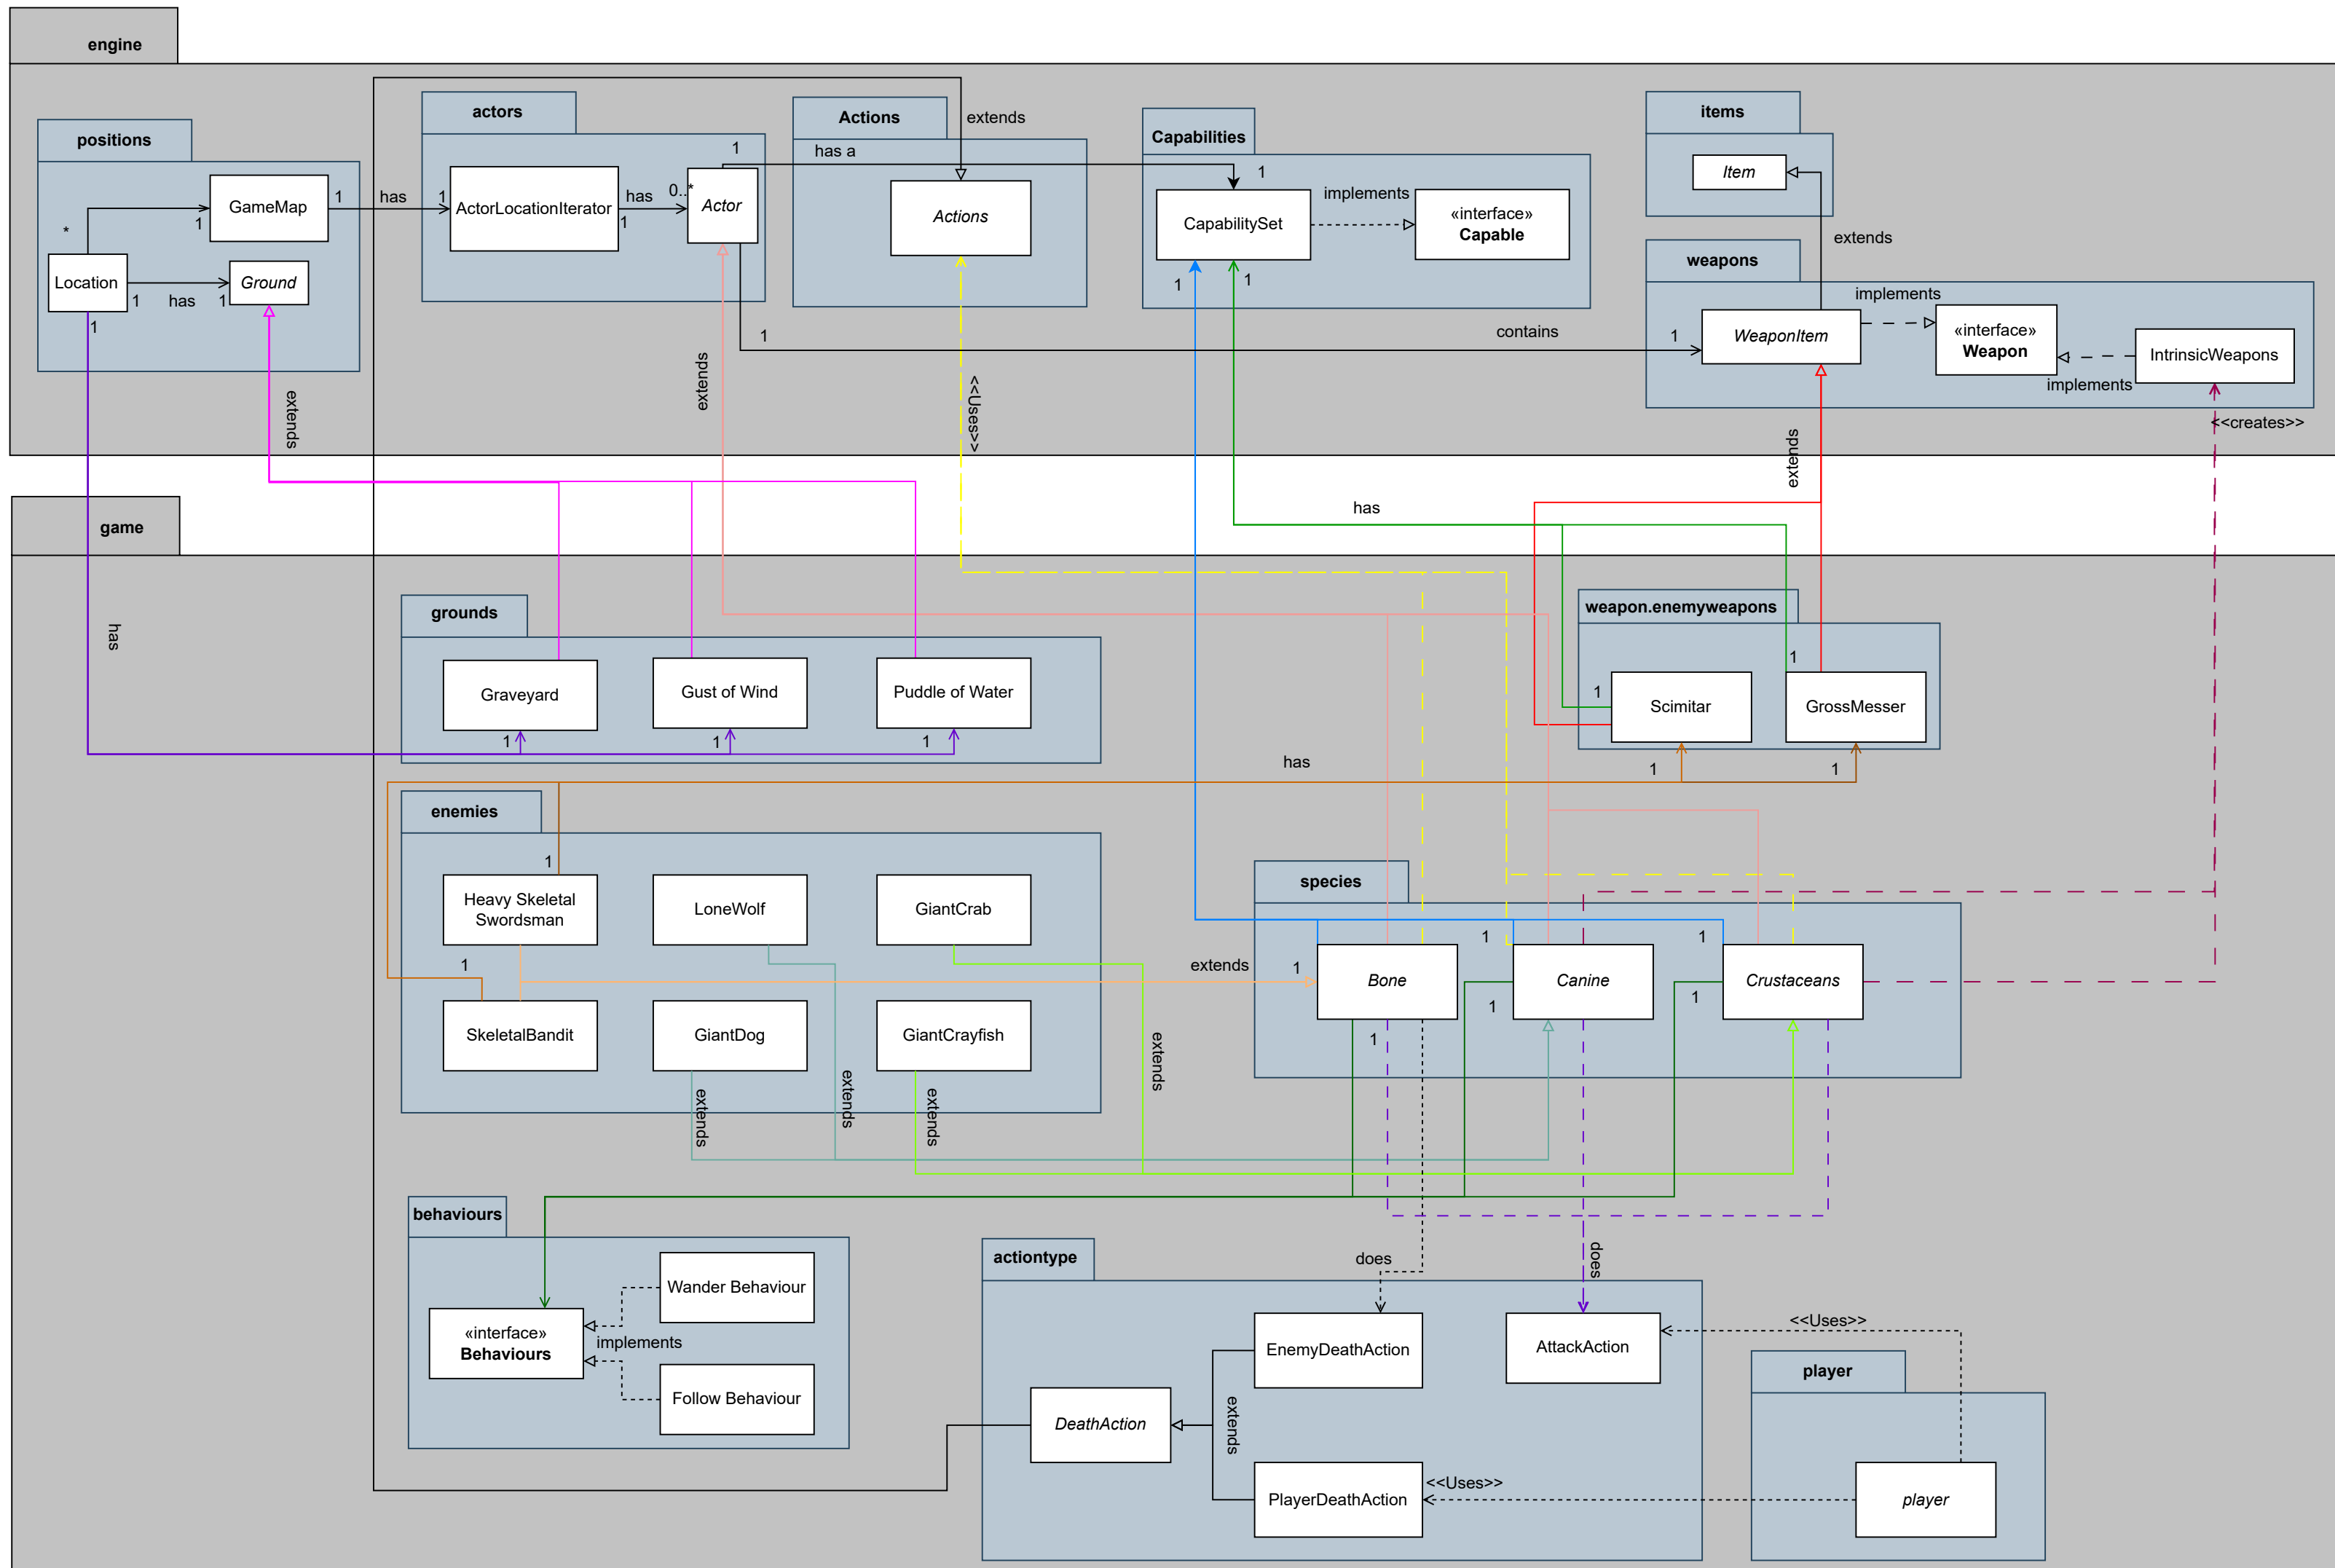 engine
positions
GameMap
Location
Ground
*
1
1
has
1
1
extends
1
has
1
actors
ActorLocationIterator
has
1
0..*
Actor
1
has a
1
extends
Actions
Actions
extends
<<Uses>>
Capabilities
CapabilitySet
implements
«interface»
Capable
1
1
1
contains
1
items
Item
extends
weapons
WeaponItem
implements
«interface»
Weapon
implements
IntrinsicWeapons
<<creates>>
extends
has
game
has
grounds
Graveyard
Gust of Wind
Puddle of Water
1
1
1
weapon.enemyweapons
Scimitar
GrossMesser
1
1
has
1
1
enemies
1
Heavy Skeletal
Swordsman
LoneWolf
GiantCrab
1
SkeletalBandit
GiantDog
GiantCrayfish
extends
extends
extends
extends
extends
species
1
1
1
Bone
Canine
Crustaceans
1
1
1
behaviours
«interface»
Behaviours
Wander Behaviour
implements
Follow Behaviour
actiontype
does
does
EnemyDeathAction
AttackAction
DeathAction
extends
PlayerDeathAction
<<Uses>>
<<Uses>>
player
player